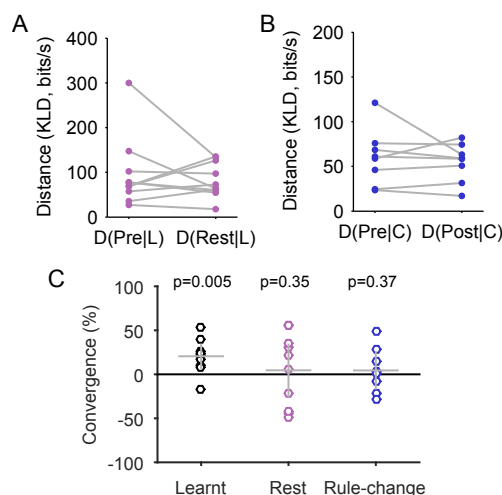 A
Distance (KLD, bits/s)
400
300
200
100
0
D(Pre|L)
D(Rest|L)
B
Distance (KLD, bits/s)
200
150
100
50
0
D(Pre|C)
D(Post|C)
C
p=0.005
p=0.35
p=0.37
Convergence (%)
100
50
0
-50
-100
Learnt
Rest
Rule-change